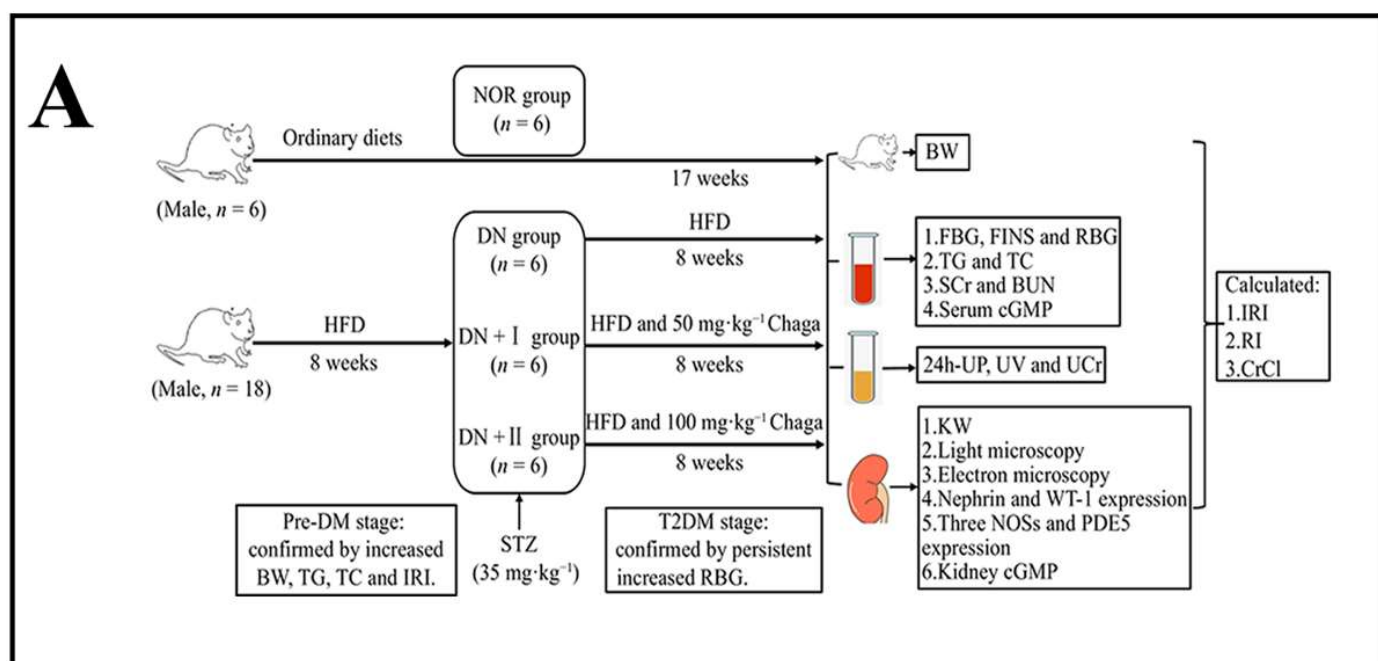 A
NOR group
(n = 6)
Ordinary diets
17 weeks
(Male, n = 6)
BW
DN group
(n = 6)
HFD
8 weeks
1.FBG, FINS and RBG
2.TG and TC
3.SCr and BUN
4.Serum cGMP
HFD
8 weeks
(Male, n = 18)
DN + I group
(n = 6)
HFD and 50 mg·kg⁻¹ Chaga
8 weeks
24h-UP, UV and UCr
Calculated:
1.IRI
2.RI
3.CrCl
DN + II group
(n = 6)
HFD and 100 mg·kg⁻¹ Chaga
8 weeks
1.KW
2.Light microscopy
3.Electron microscopy
4.Nephrin and WT-1 expression
5.Three NOSs and PDE5
expression
6.Kidney cGMP
Pre-DM stage:
confirmed by increased
BW, TG, TC and IRI.
STZ
(35 mg·kg⁻¹)
T2DM stage:
confirmed by persistent
increased RBG.